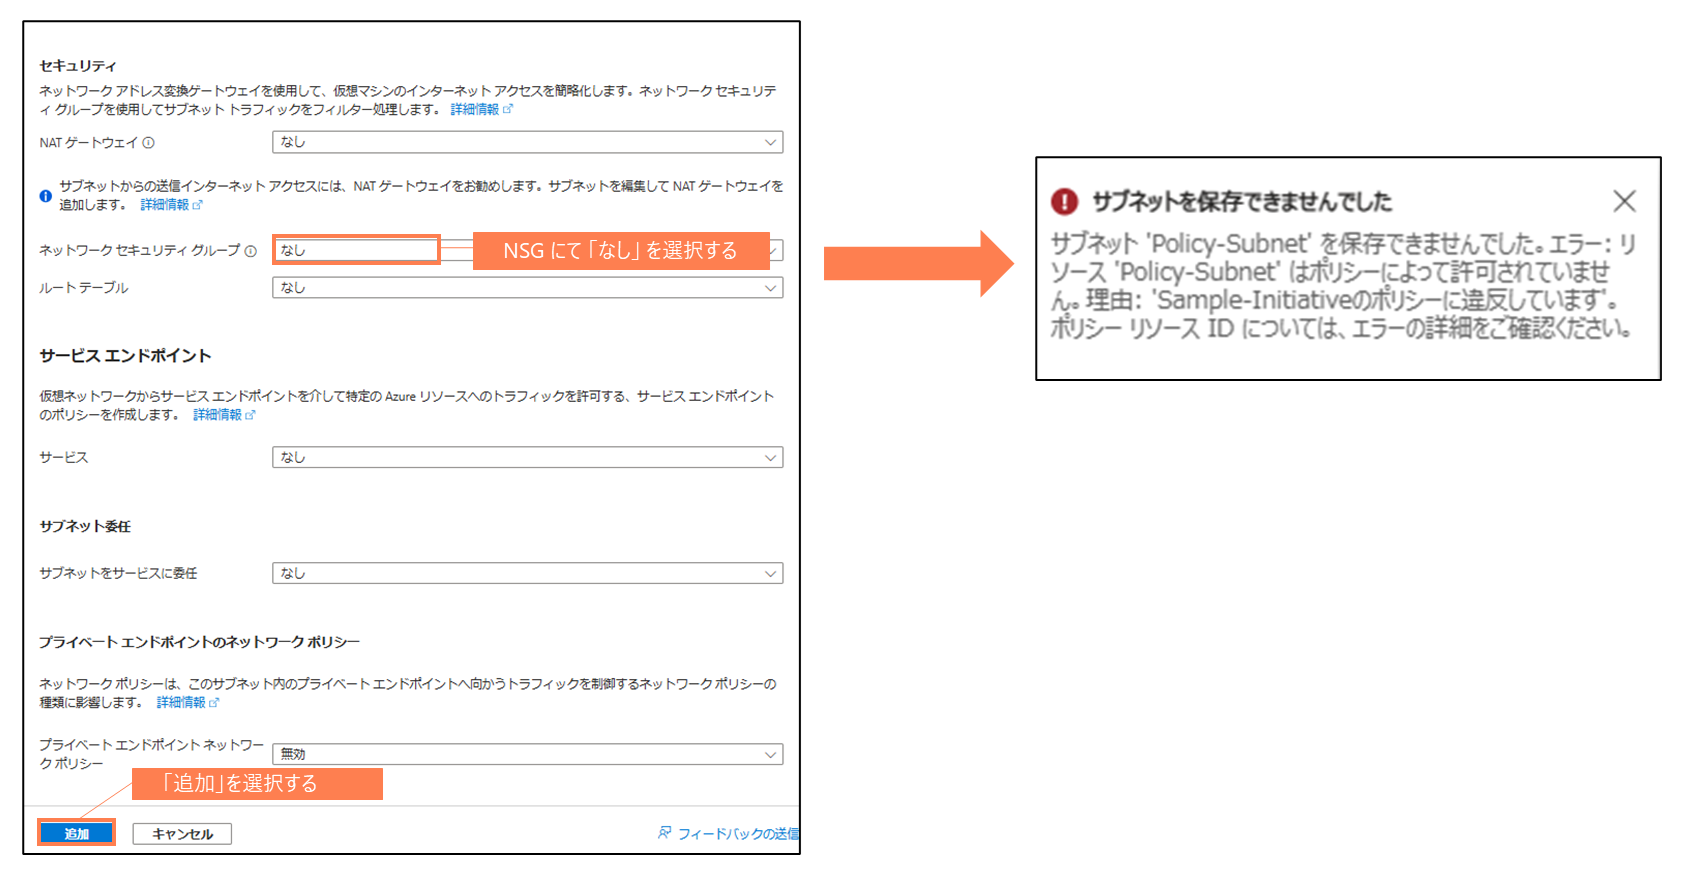 セキュリティ
ネットワーク アドレス変換ゲートウェイを使用して、仮想マシンのインターネット アクセスを簡略化します。ネットワーク セキュリテ
ィ グループを使用してサブネット トラフィックをフィルター処理します。 詳細情報
NAT ゲートウェイ
なし
サブネットからの送信インターネット アクセスには、NAT ゲートウェイをお勧めします。サブネットを編集して NAT ゲートウェイを
追加します。 詳細情報
ネットワーク セキュリティ グループ
なし
NSG にて「なし」を選択する
ルート テーブル
なし
サービス エンドポイント
仮想ネットワークからサービス エンドポイントを介して特定の Azure リソースへのトラフィックを許可する、サービス エンドポイント
のポリシーを作成します。 詳細情報
サービス
なし
サブネット委任
サブネットをサービスに委任
なし
プライベート エンドポイントのネットワーク ポリシー
ネットワーク ポリシーは、このサブネット内のプライベート エンドポイントへ向かうトラフィックを制御するネットワーク ポリシーの
種類に影響します。 詳細情報
プライベート エンドポイント ネットワー
ク ポリシー
無効
「追加」を選択する
追加
キャンセル
フィードバックの送信
サブネットを保存できませんでした
サブネット 'Policy-Subnet' を保存できませんでした。エラー: リ
ソース 'Policy-Subnet' はポリシーによって許可されていませ
ん。理由: 'Sample-Initiativeのポリシーに違反しています'。
ポリシー リソース ID については、エラーの詳細をご確認ください。